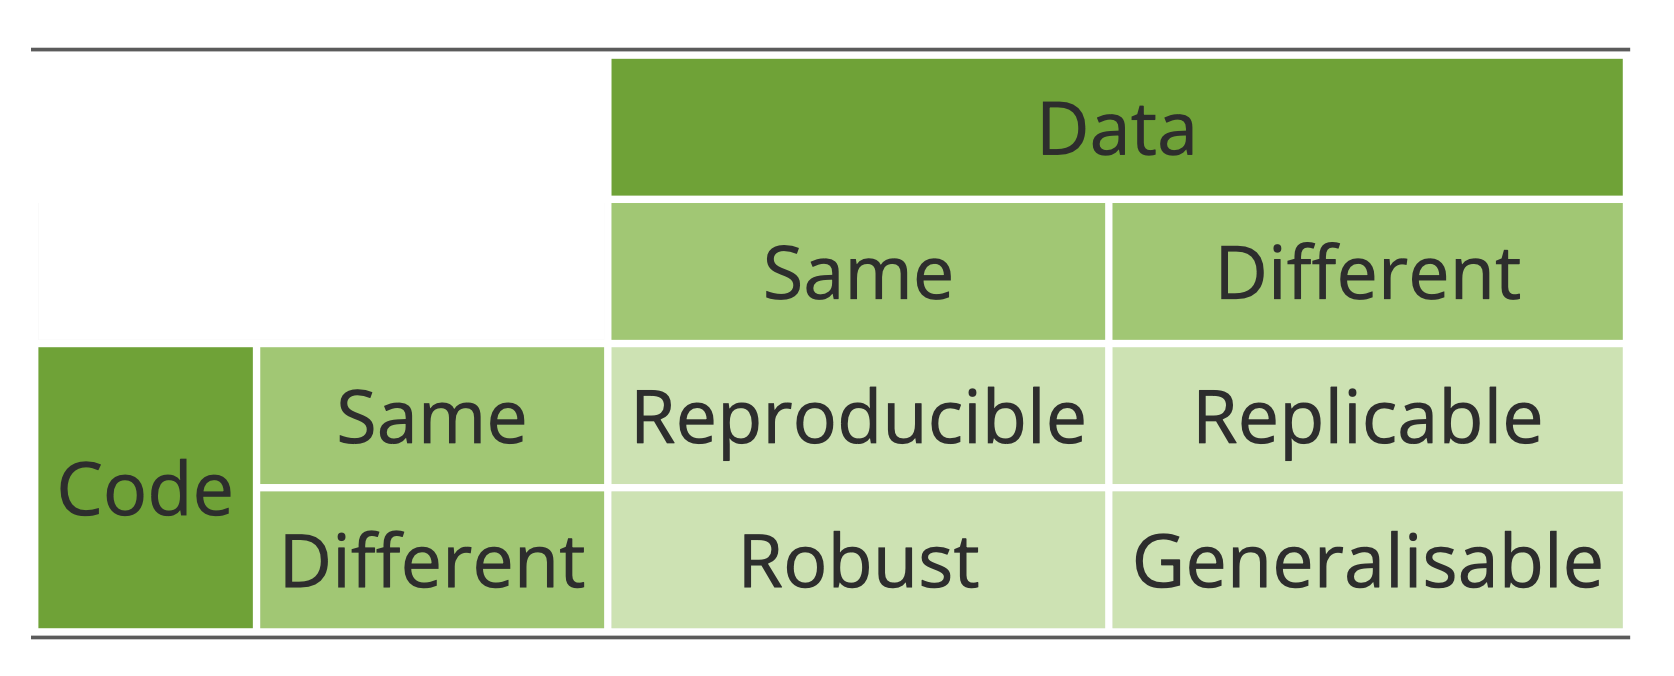 Data
Same Different
Code
Same Reproducible Replicable
Different Robust Generalisable